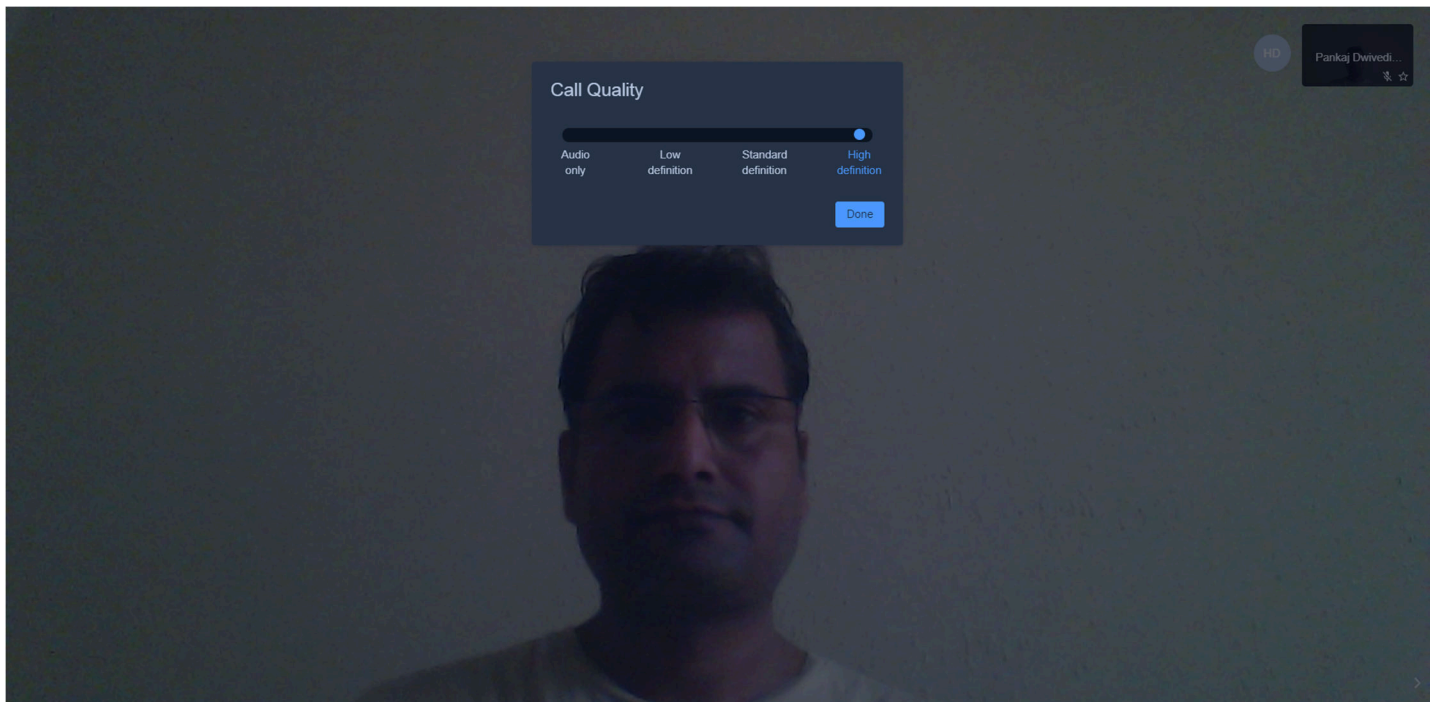 HD
Pankaj Dwivedi...
Call Quality
Audio only
Low definition
Standard definition
High definition
Done